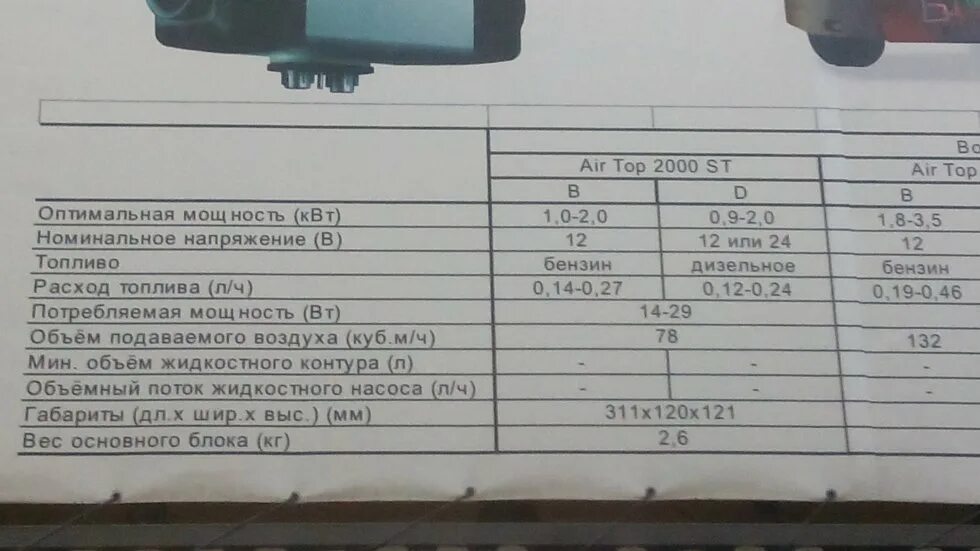 Во
Air Top 2000 ST Air Top
B D B
Оптимальная мощность (кВт) 1,0-2,0 0,9-2,0 1,8-3,5
Номинальное напряжение (В) 12 12 или 24 12
Топливо бензин дизельное бензин
Расход топлива (л/ч) 0,14-0,27 0,12-0,24 0,19-0,46
Потребляемая мощность (Вт) 14-29
Объём подаваемого воздуха (куб.м/ч) 78 132
Мин. объём жидкостного контура (л) - - -
Объёмный поток жидкостного насоса (л/ч) - - -
Габариты (дл.х шир.х выс.) (мм) 311х120х121
Вес основного блока (кг) 2,6